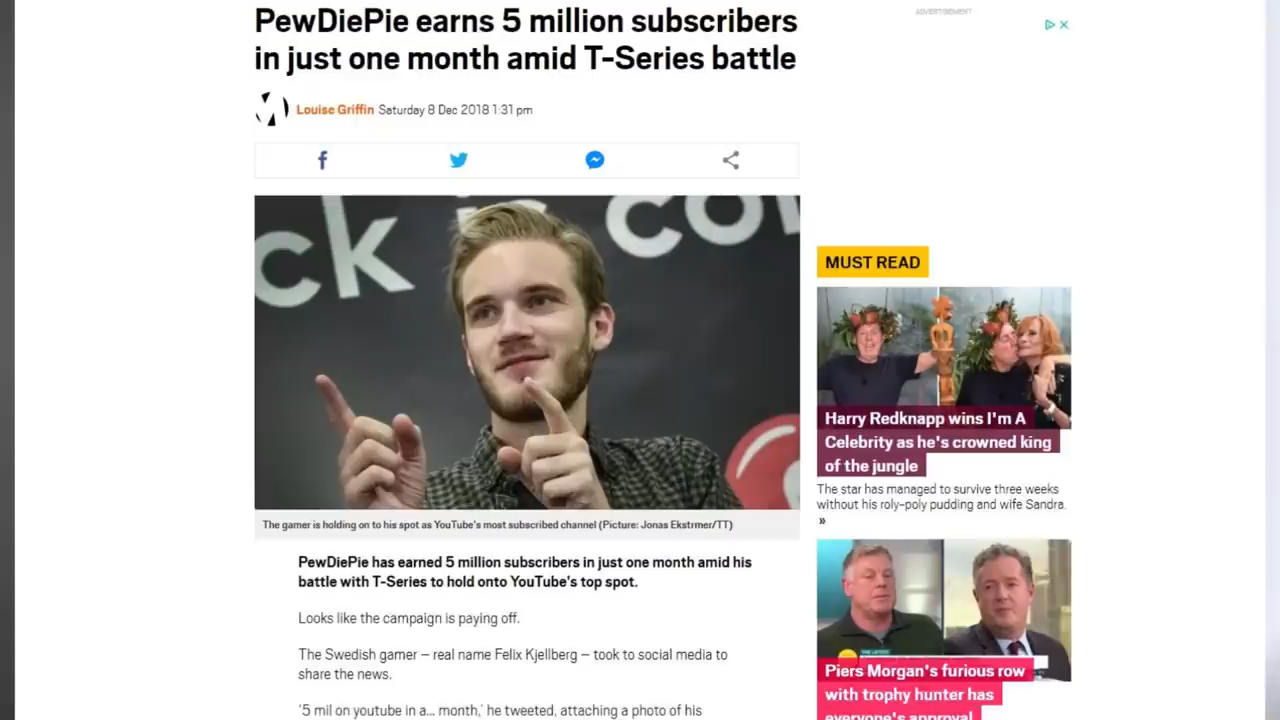 PewDiePie earns 5 million subscribers
in just one month amid T-Series battle
Louise Griffin Saturday 8 Dec 2018 1:31 pm
ck is co
The gamer is holding on to his spot as YouTube's most subscribed channel (Picture: Jonas Ekstrmer/TT)
PewDiePie has earned 5 million subscribers in just one month amid his
battle with T-Series to hold onto YouTube's top spot.
Looks like the campaign is paying off.
The Swedish gamer – real name Felix Kjellberg – took to social media to
share the news.
'5 mil on youtube in a... month,' he tweeted, attaching a photo of his
ADVERTISEMENT
MUST READ
Harry Redknapp wins I'm A
Celebrity as he's crowned king
of the jungle
The star has managed to survive three weeks
without his roly-poly pudding and wife Sandra.
»
Piers Morgan's furious row
with trophy hunter has
everyone's approval